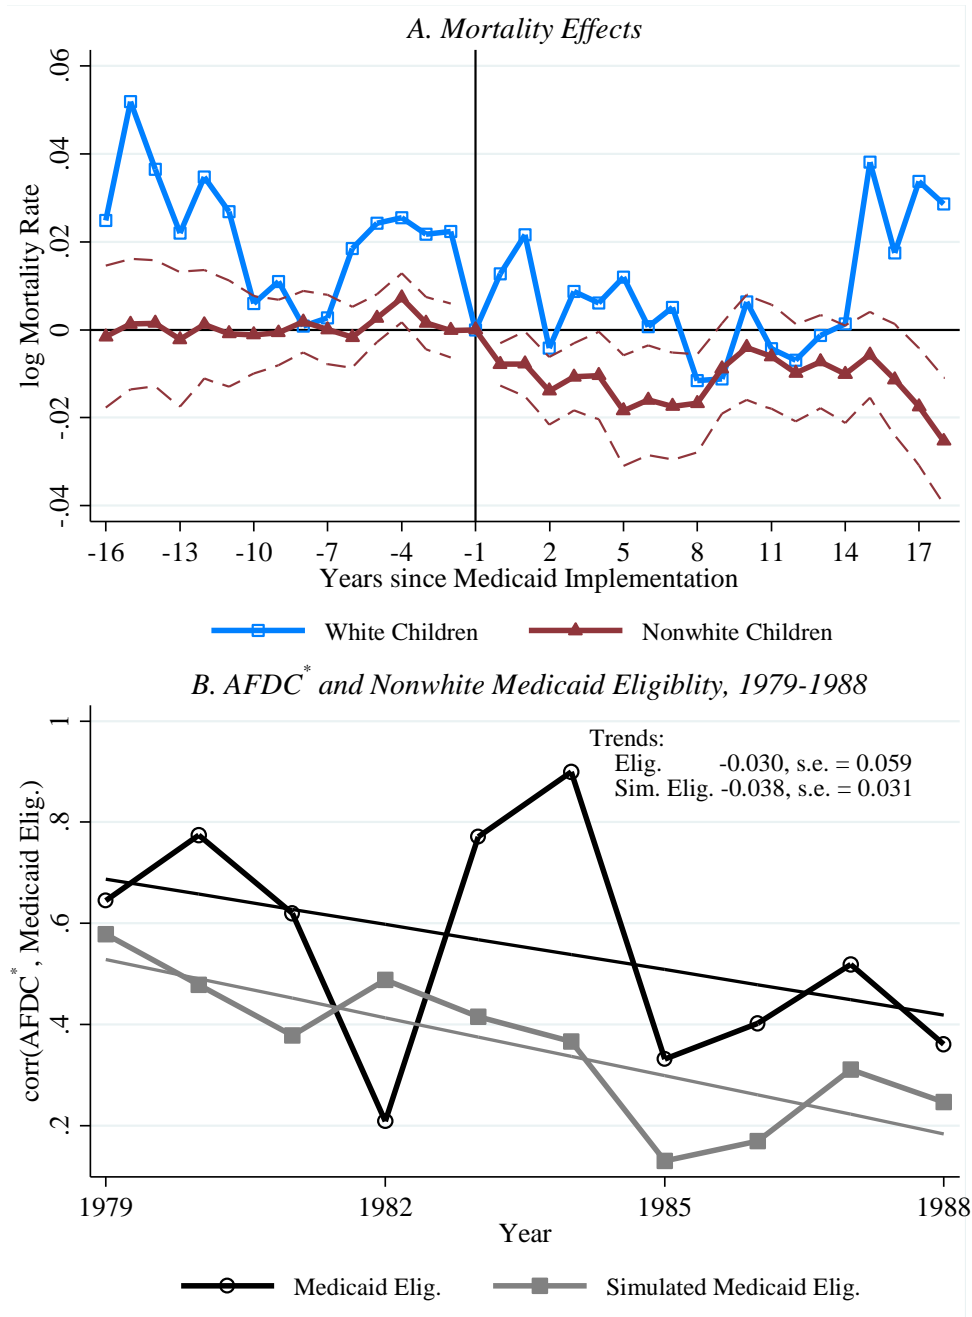 A. Mortality Effects
log Mortality Rate
.06
.04
.02
0
-.02
-.04
-16 -13 -10 -7 -4 -1 2 5 8 11 14 17
Years since Medicaid Implementation
White Children Nonwhite Children
B. AFDC* and Nonwhite Medicaid Eligiblity, 1979-1988
corr(AFDC*, Medicaid Elig.)
1
.8
.6
.4
.2
Trends:
Elig. -0.030, s.e. = 0.059
Sim. Elig. -0.038, s.e. = 0.031
1979 1982 1985 1988
Year
Medicaid Elig. Simulated Medicaid Elig.